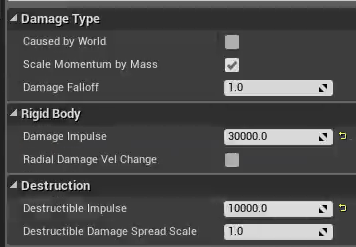 Damage Type
Caused by World
Scale Momentum by Mass
Damage Falloff 1.0
Rigid Body
Damage Impulse 30000.0
Radial Damage Vel Change
Destruction
Destructible Impulse 10000.0
Destructible Damage Spread Scale 1.0